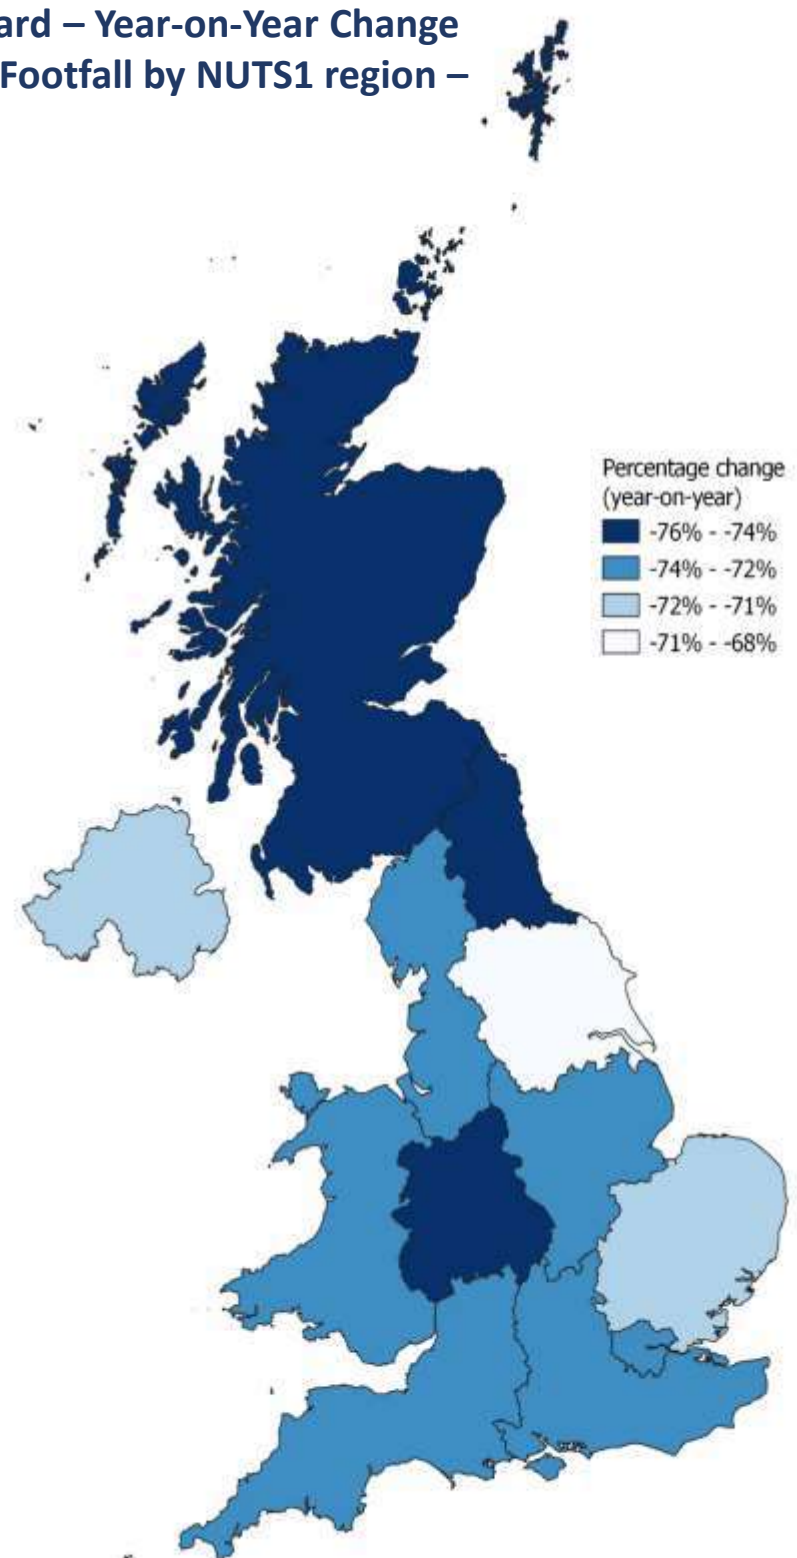 ard – Year-on-Year Change
Footfall by NUTS1 region –
Percentage change
(year-on-year)
-76% - -74%
-74% - -72%
-72% - -71%
-71% - -68%